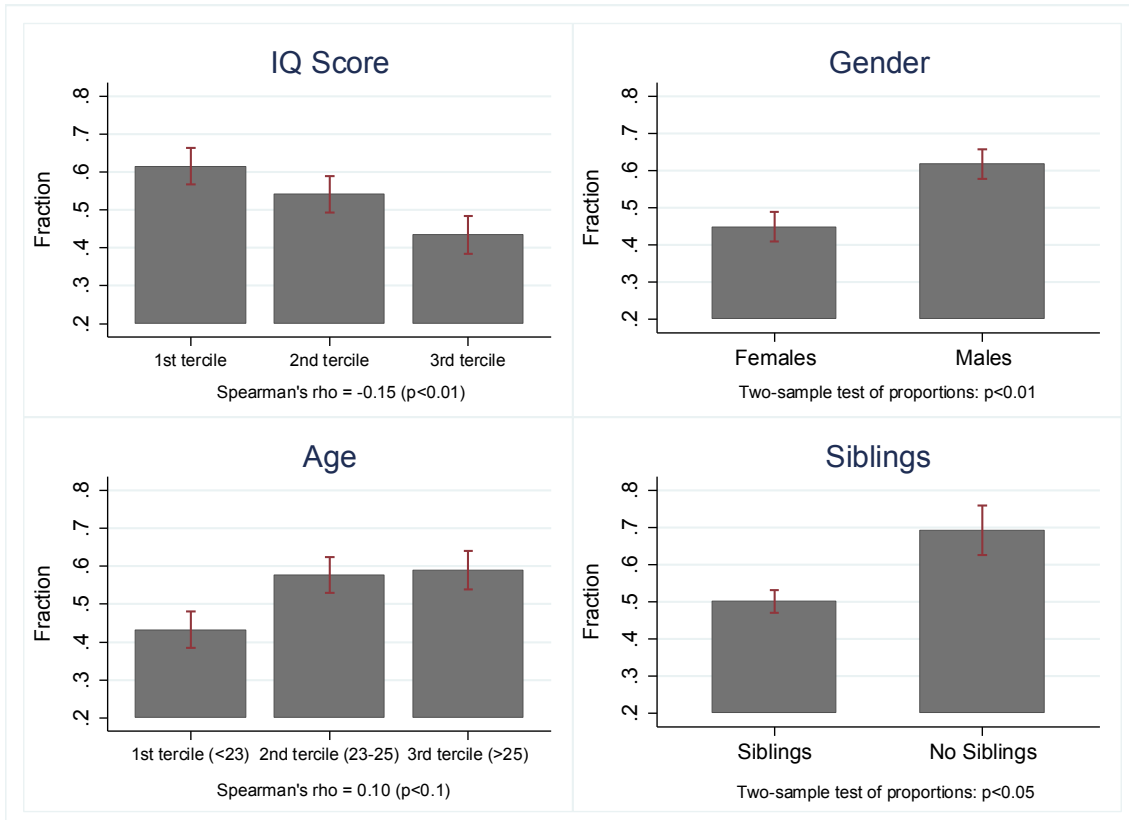 IQ Score
Fraction
.8
.7
.6
.5
.4
.3
.2
1st tercile 2nd tercile 3rd tercile
Spearman's rho = -0.15 (p<0.01)
Gender
Fraction
.8
.7
.6
.5
.4
.3
.2
Females Males
Two-sample test of proportions: p<0.01
Age
Fraction
.8
.7
.6
.5
.4
.3
.2
1st tercile (<23) 2nd tercile (23-25) 3rd tercile (>25)
Spearman's rho = 0.10 (p<0.1)
Siblings
Fraction
.8
.7
.6
.5
.4
.3
.2
Siblings No Siblings
Two-sample test of proportions: p<0.05